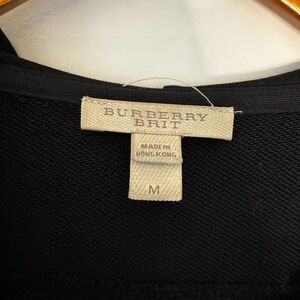 BURBERRY
BRIT
MADE IN
HONG KONG
M